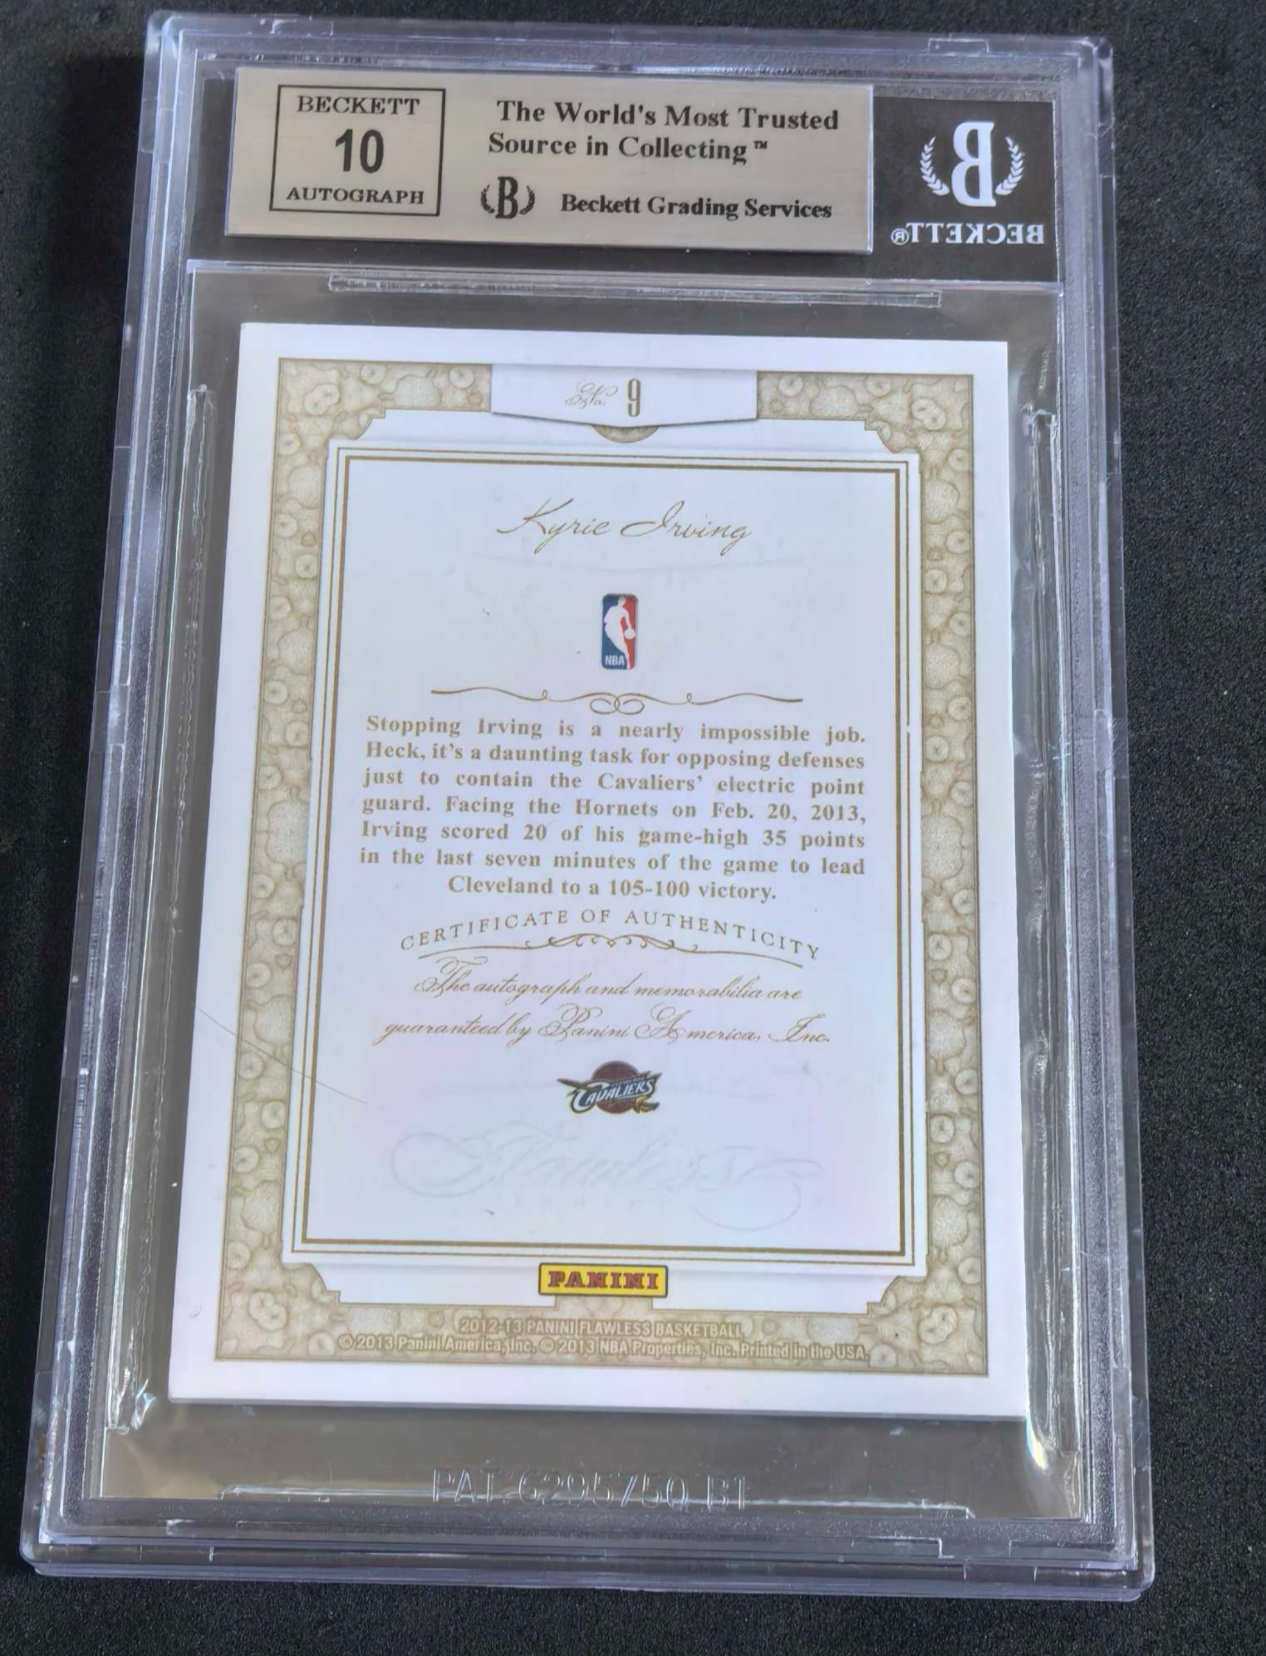 BECKETT
10
AUTOGRAPH
The World's Most Trusted
Source in Collecting™
B
Beckett Grading Services
B
BECKETT®
No. 9
Kyrie Irving
NBA
Stopping Irving is a nearly impossible job.
Heck, it's a daunting task for opposing defenses
just to contain the Cavaliers' electric point
guard. Facing the Hornets on Feb. 20, 2013,
Irving scored 20 of his game-high 35 points
in the last seven minutes of the game to lead
Cleveland to a 105-100 victory.
CERTIFICATE OF AUTHENTICITY
The autograph and memorabilia are
guaranteed by Panini America, Inc.
CAVALIERS
Flawless
PANINI
2012-13 PANINI FLAWLESS BASKETBALL
© 2013 Panini America, Inc. © 2013 NBA Properties, Inc. Printed in the USA.
PAT 6295750 B1